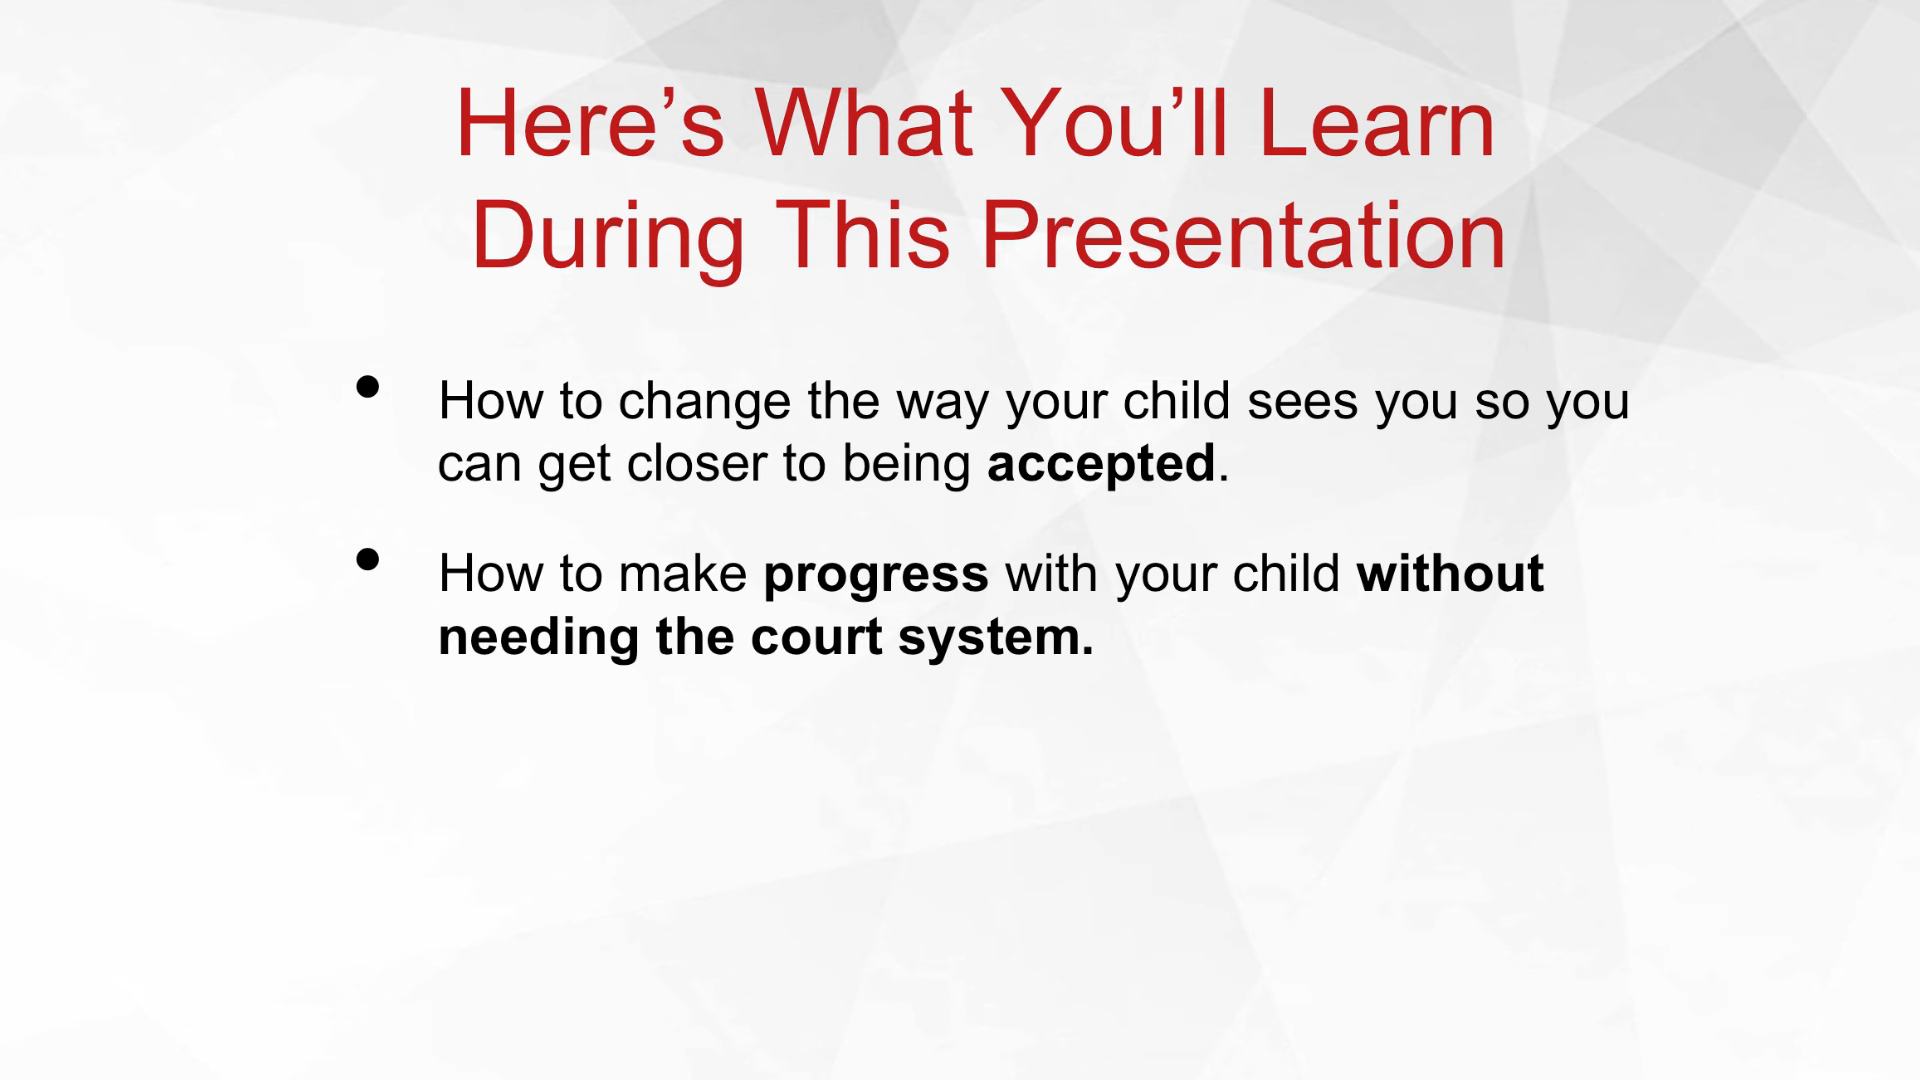 Here’s What You’ll Learn
During This Presentation
• How to change the way your child sees you so you
can get closer to being accepted.
• How to make progress with your child without
needing the court system.